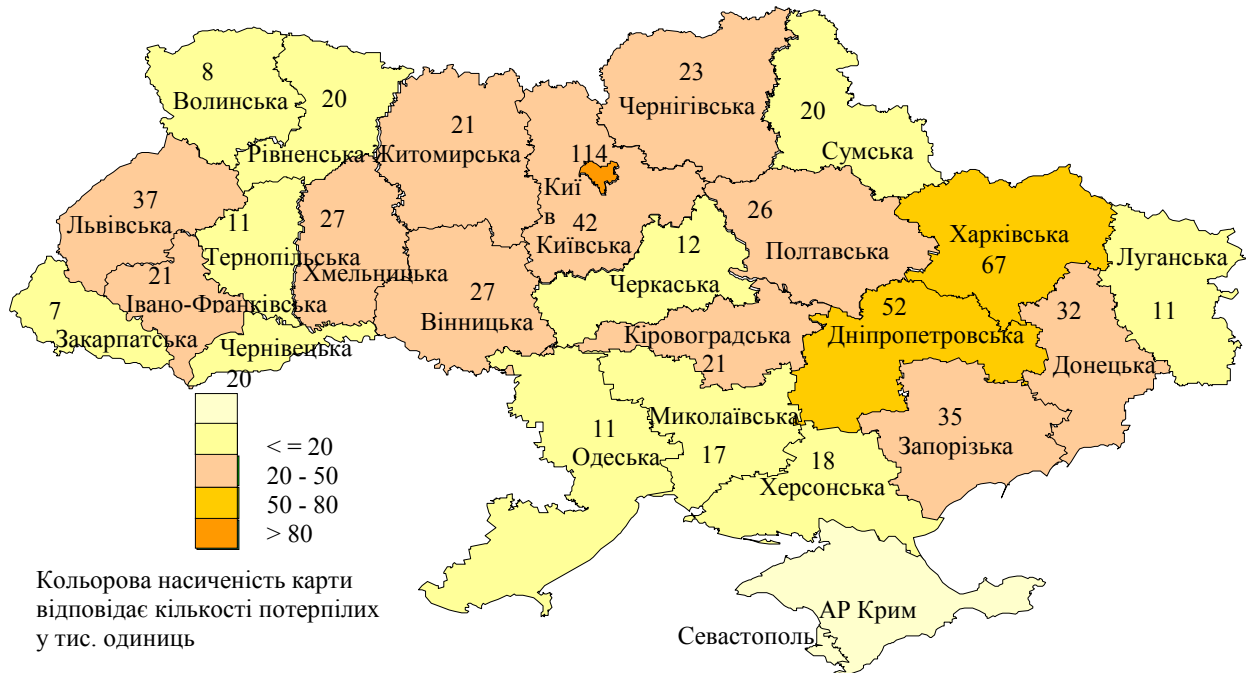 8
Волинська
20
Рівненська
21
Житомирська
23
Чернігівська
20
Сумська
114
Киї
в
42
Київська
37
Львівська
11
Тернопільська
27
Хмельницька
26
Полтавська
Харківська
67
Луганська
11
12
Черкаська
21
Івано-Франківська
7
Закарпатська
Чернівецька
20
27
Вінницька
Кіровоградська
21
52
Дніпропетровська
32
Донецька
11
Одеська
Миколаївська
17
18
Херсонська
35
Запорізька
АР Крим
Севастополь
< = 20
20 - 50
50 - 80
> 80
Кольорова насиченість карти
відповідає кількості потерпілих
у тис. одиниць